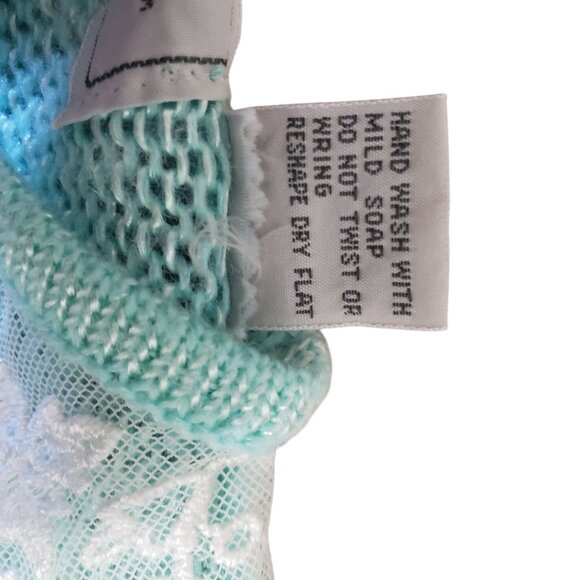 HAND WASH WITH
MILD SOAP
DO NOT TWIST OR
WRING
RESHAPE DRY FLAT